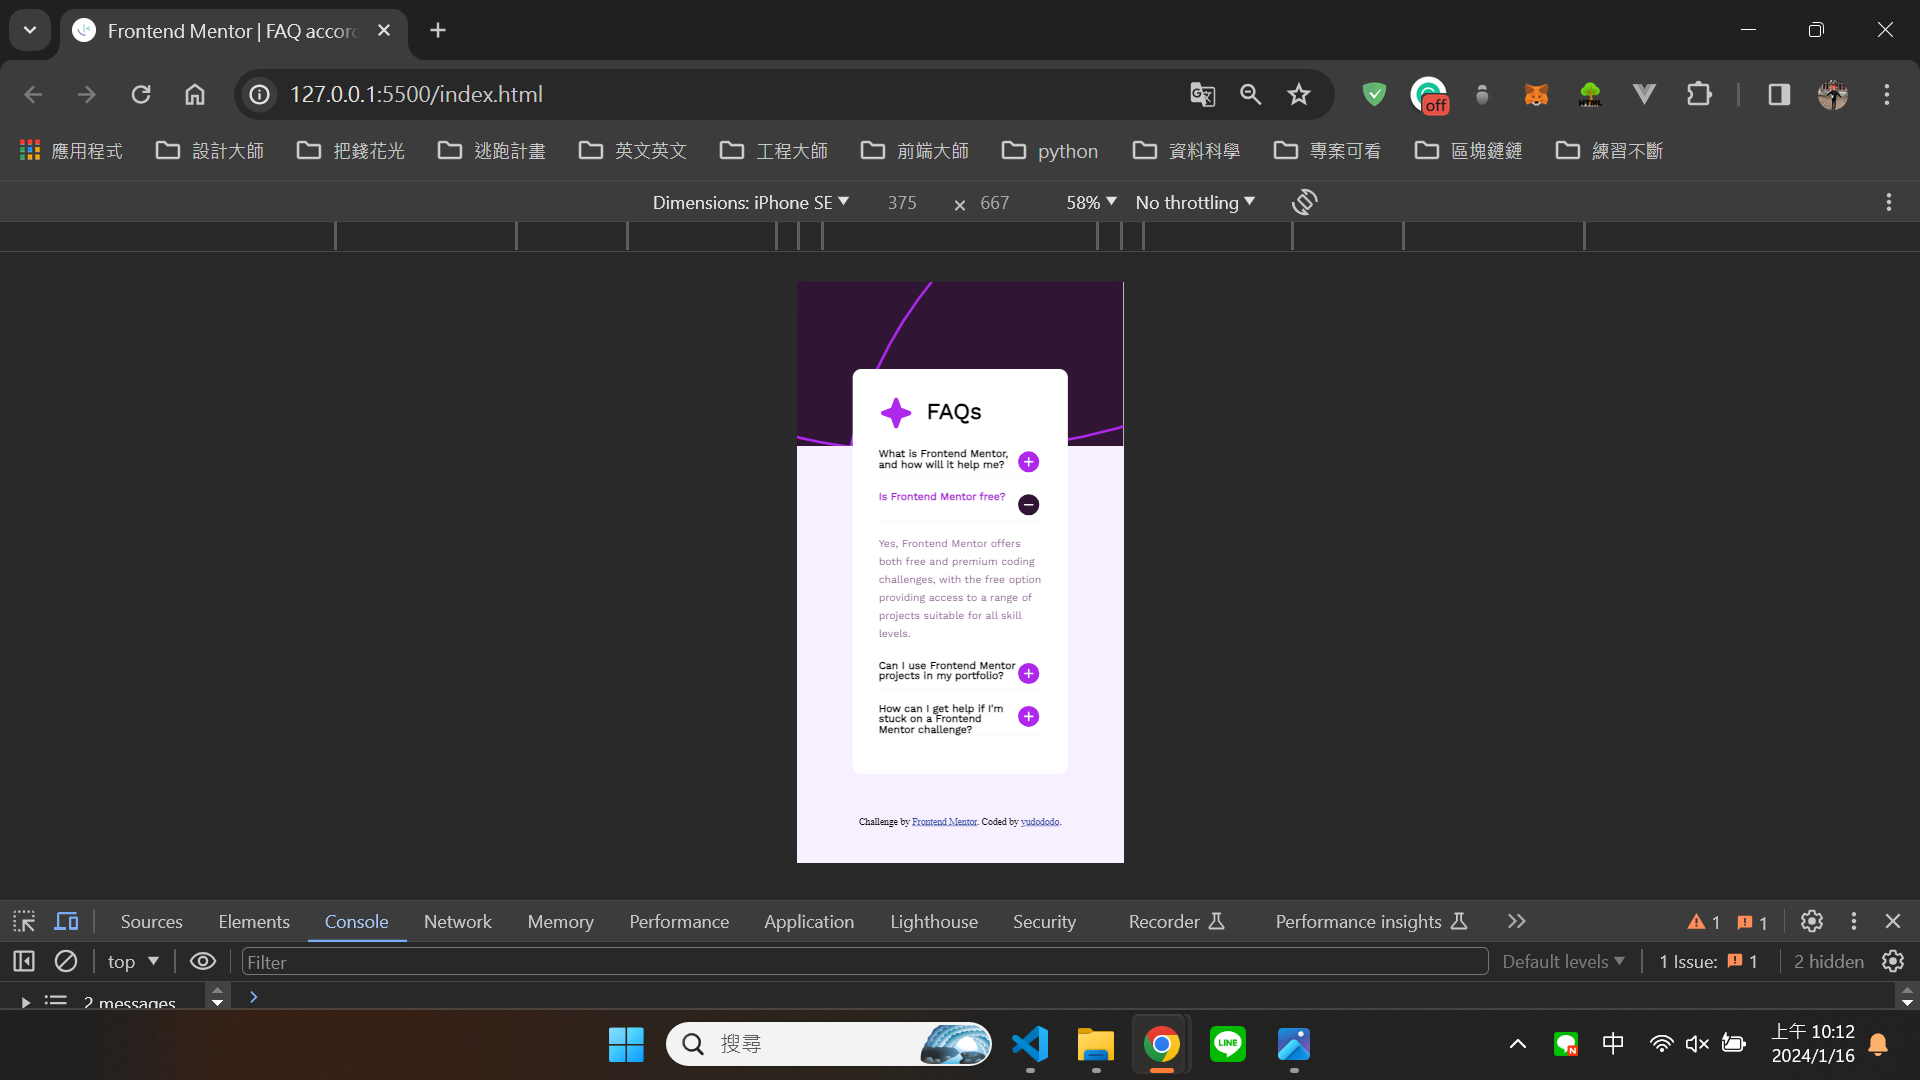 Frontend Mentor | FAQ accor
127.0.0.1:5500/index.html
off
HTML
應用程式 設計大師 把錢花光 逃跑計畫 英文英文 工程大師 前端大師 python 資料科學 專案可看 區塊鏈鏈 練習不斷
Dimensions: iPhone SE 375 × 667 58% No throttling
FAQs
What is Frontend Mentor,
and how will it help me?
Is Frontend Mentor free?
Yes, Frontend Mentor offers
both free and premium coding
challenges, with the free option
providing access to a range of
projects suitable for all skill
levels.
Can I use Frontend Mentor
projects in my portfolio?
How can I get help if I'm
stuck on a Frontend
Mentor challenge?
Challenge by Frontend Mentor. Coded by yudododo.
Sources Elements Console Network Memory Performance Application Lighthouse Security Recorder Performance insights 1 1
top Filter Default levels 1 Issue: 1 2 hidden
2 messages
搜尋
LINE
N
中
上午 10:12
2024/1/16